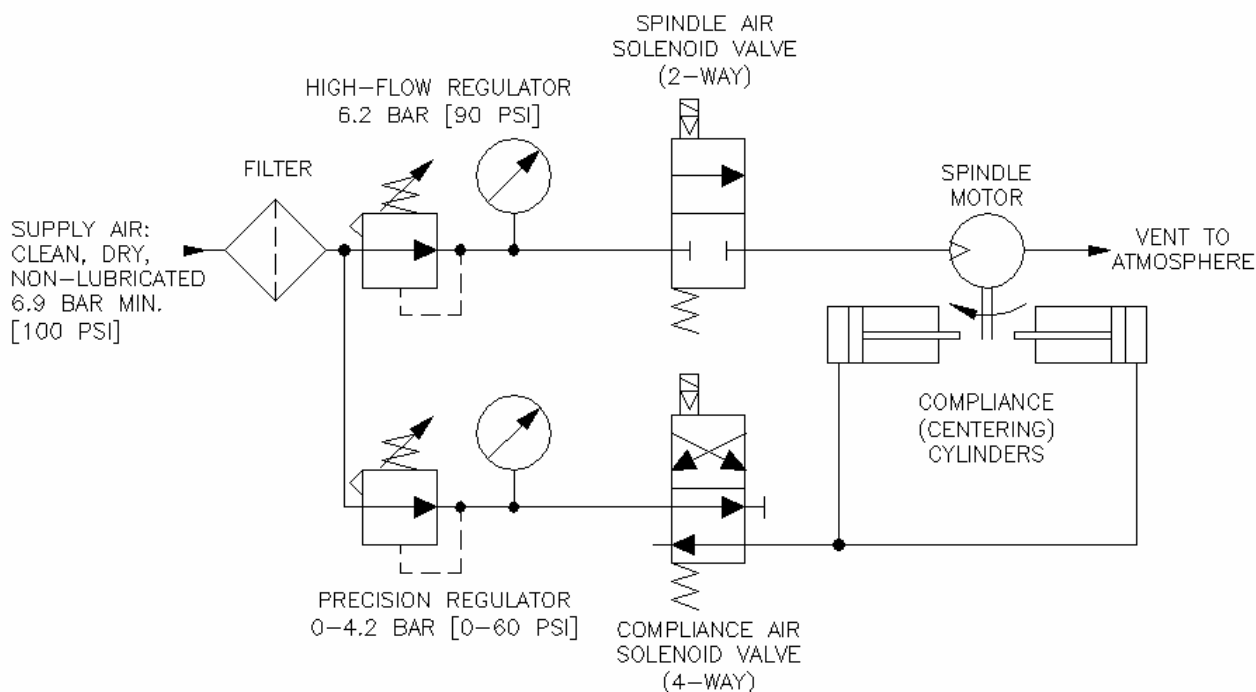 SPINDLE AIR
SOLENOID VALVE
(2-WAY)
HIGH-FLOW REGULATOR
6.2 BAR [90 PSI]
FILTER
SPINDLE
MOTOR
SUPPLY AIR:
CLEAN, DRY,
NON-LUBRICATED
6.9 BAR MIN.
[100 PSI]
VENT TO
ATMOSPHERE
COMPLIANCE
(CENTERING)
CYLINDERS
PRECISION REGULATOR
0-4.2 BAR [0-60 PSI]
COMPLIANCE AIR
SOLENOID VALVE
(4-WAY)